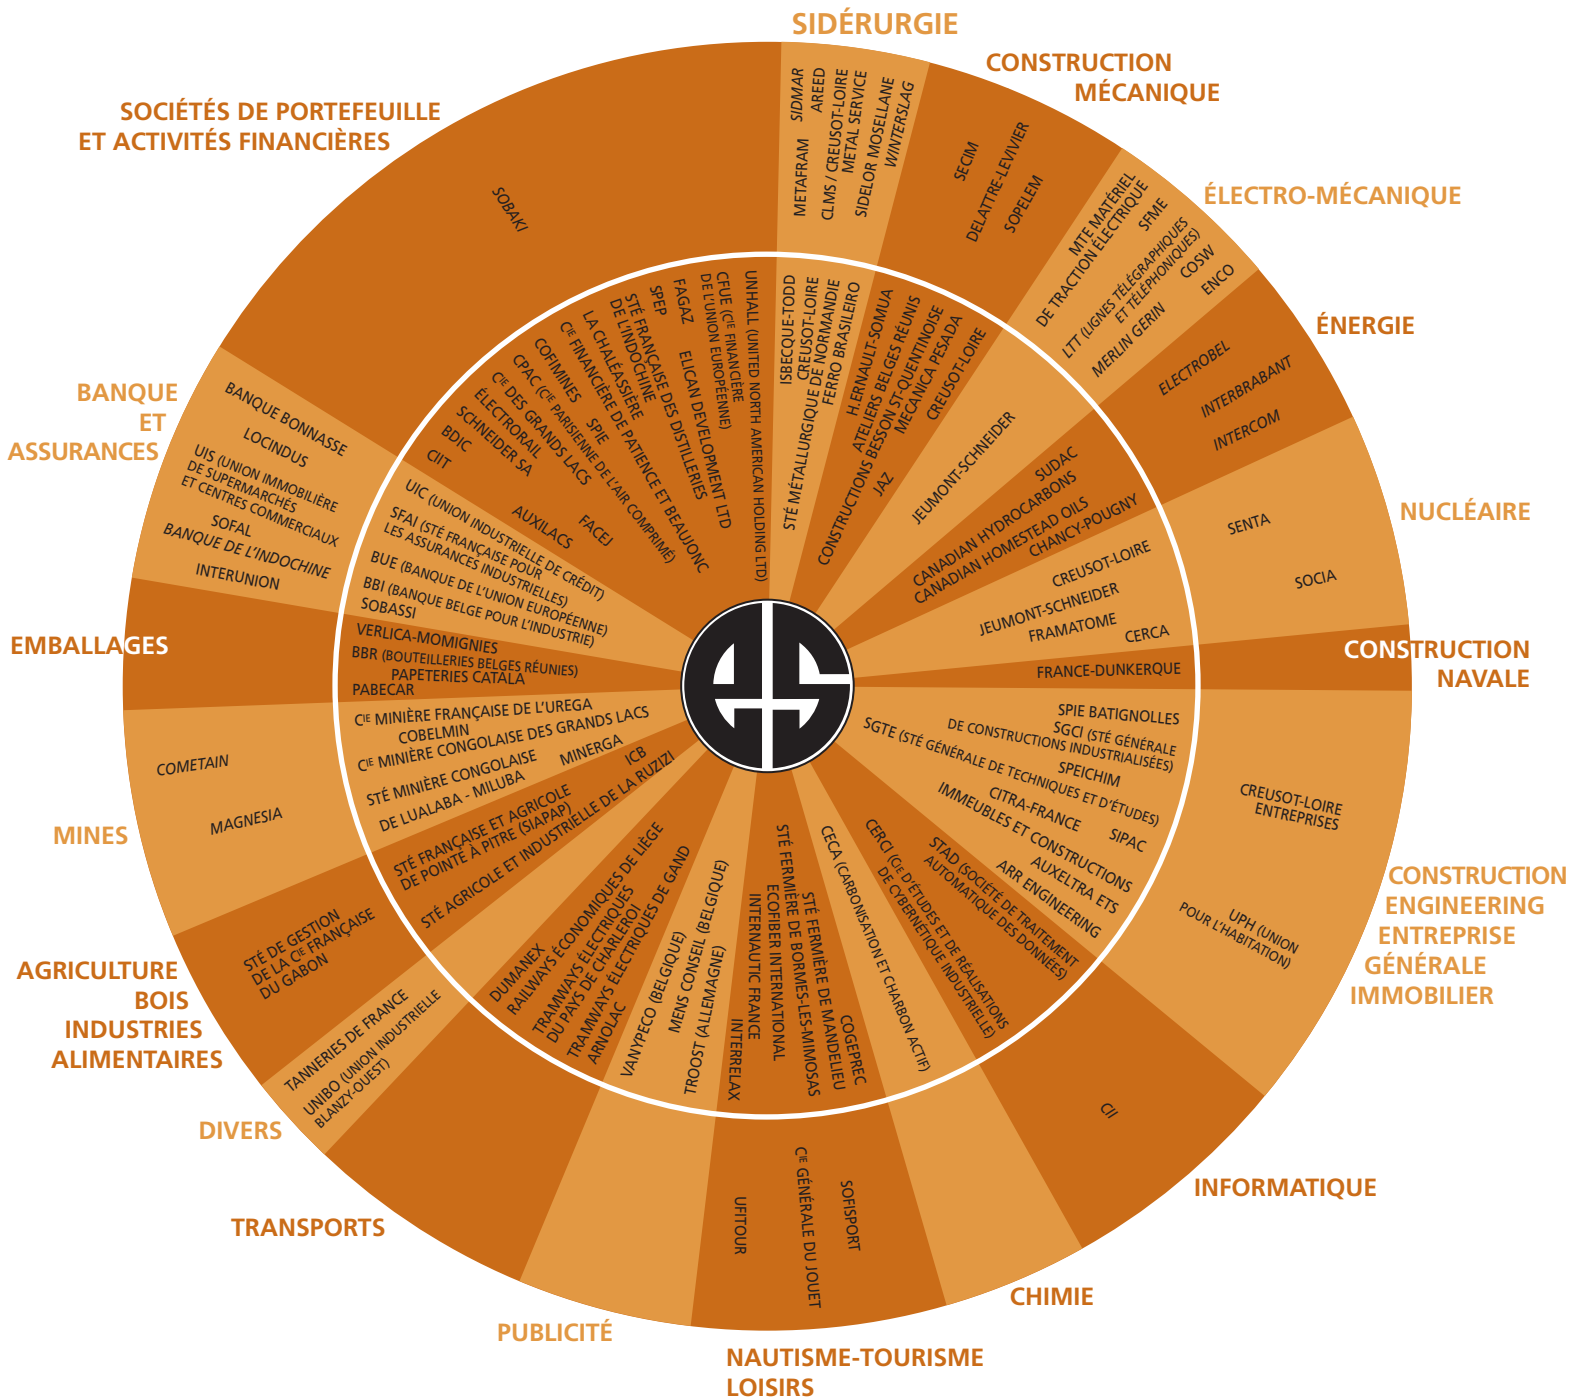 SIDÉRURGIE
SIDMAR
AREED
METAFRAM
CLMS / CREUSOT-LOIRE
METAL SERVICE
SIDELOR MOSELLANE
WINTERSLAG
ISBECQUE-TODD
CREUSOT-LOIRE
STÉ MÉTALLURGIQUE DE NORMANDIE
FERRO BRASILEIRO
CONSTRUCTION
MÉCANIQUE
SECIM
DELATTRE-LEVIVIER
SOPELEM
H.ERNAULT-SOMUA
ATELIERS BELGES RÉUNIS
CONSTRUCTIONS BESSON ST-QUENTINOISE
MECANICA PESADA
JAZ
CREUSOT-LOIRE
ÉLECTRO-MÉCANIQUE
MTE MATÉRIEL
DE TRACTION ÉLECTRIQUE
SFME
LTT (LIGNES TÉLÉGRAPHIQUES
ET TÉLÉPHONIQUES)
COSW
MERLIN GERIN
ENCO
JEUMONT-SCHNEIDER
ÉNERGIE
ELECTROBEL
INTERBRABANT
INTERCOM
SUDAC
CANADIAN HYDROCARBONS
CANADIAN HOMESTEAD OILS
CHANCY-POUGNY
NUCLÉAIRE
SENTA
SOCIA
CREUSOT-LOIRE
JEUMONT-SCHNEIDER
FRAMATOME
CERCA
CONSTRUCTION
NAVALE
FRANCE-DUNKERQUE
CONSTRUCTION
ENGINEERING
ENTREPRISE
GÉNÉRALE
IMMOBILIER
CREUSOT-LOIRE
ENTREPRISES
UPH (UNION
POUR L'HABITATION)
SPIE BATIGNOLLES
SGCI (STÉ GÉNÉRALE
DE CONSTRUCTIONS INDUSTRIALISÉES)
SPEICHIM
SGTE (STÉ GÉNÉRALE DE TECHNIQUES ET D'ÉTUDES)
CITRA-FRANCE
SIPAC
IMMEUBLES ET CONSTRUCTIONS
AUXELTRA ETS
ARR ENGINEERING
INFORMATIQUE
CII
STAD (SOCIÉTÉ DE TRAITEMENT
AUTOMATIQUE DES DONNÉES)
CERCI (CIE D'ÉTUDES ET DE RÉALISATIONS
DE CYBERNÉTIQUE INDUSTRIELLE)
CHIMIE
CECA (CARBONISATION ET CHARBON ACTIF)
NAUTISME-TOURISME
LOISIRS
SOFISPORT
CIE GÉNÉRALE DU JOUET
UFITOUR
COGEPREC
STÉ FERMIÈRE DE MANDELIEU
STÉ FERMIÈRE DE BORMES-LES-MIMOSAS
ECOFIBER INTERNATIONAL
INTERNAUTIC FRANCE
INTERRELAX
PUBLICITÉ
TROOST (ALLEMAGNE)
MENS CONSEIL (BELGIQUE)
VANYPECO (BELGIQUE)
TRANSPORTS
DUMANEX
RAILWAYS ÉCONOMIQUES DE LIÈGE
TRAMWAYS ÉLECTRIQUES
DU PAYS DE CHARLEROI
TRAMWAYS ÉLECTRIQUES DE GAND
ARNOLAC
DIVERS
TANNERIES DE FRANCE
UNIBO (UNION INDUSTRIELLE
BLANZY-OUEST)
AGRICULTURE
BOIS
INDUSTRIES
ALIMENTAIRES
STÉ DE GESTION
DE LA CIE FRANÇAISE
DU GABON
ICB
STÉ FRANÇAISE ET AGRICOLE
DE POINTE À PITRE (SIAPAP)
STÉ AGRICOLE ET INDUSTRIELLE DE LA RUZIZI
MINES
COMETAIN
MAGNESIA
CIE MINIÈRE FRANÇAISE DE L'UREGA
COBELMIN
CIE MINIÈRE CONGOLAISE DES GRANDS LACS
MINERGA
STÉ MINIÈRE CONGOLAISE
DE LUALABA - MILUBA
EMBALLAGES
VERLICA-MOMIGNIES
BBR (BOUTEILLERIES BELGES RÉUNIES)
PAPETERIES CATALA
PABECAR
BANQUE
ET
ASSURANCES
BANQUE BONNASSE
LOCINDUS
UIS (UNION IMMOBILIÈRE
DE SUPERMARCHÉS
ET CENTRES COMMERCIAUX
SOFAL
BANQUE DE L'INDOCHINE
INTERUNION
UIC (UNION INDUSTRIELLE DE CRÉDIT)
SFAI (STÉ FRANÇAISE POUR
LES ASSURANCES INDUSTRIELLES)
BUE (BANQUE DE L'UNION EUROPÉENNE)
BBI (BANQUE BELGE POUR L'INDUSTRIE)
SOBASSI
SOCIÉTÉS DE PORTEFEUILLE
ET ACTIVITÉS FINANCIÈRES
SOBAKI
CIIT
BDIC
SCHNEIDER SA
AUXILACS
ÉLECTRORAIL
CIE DES GRANDS LACS
FACEJ
CPAC (CIE PARISIENNE DE L'AIR COMPRIMÉ)
COFIMINES
SPIE
CIE FINANCIÈRE DE PATIENCE ET BEAUJONC
LA CHALÉASSIÈRE
STÉ FRANÇAISE DES DISTILLERIES
DE L'INDOCHINE
SPEP
ELICAN DEVELOPMENT LTD
FAGAZ
CFUE (CIE FINANCIÈRE
DE L'UNION EUROPÉENNE)
UNHALL (UNITED NORTH AMERICAN HOLDING LTD)